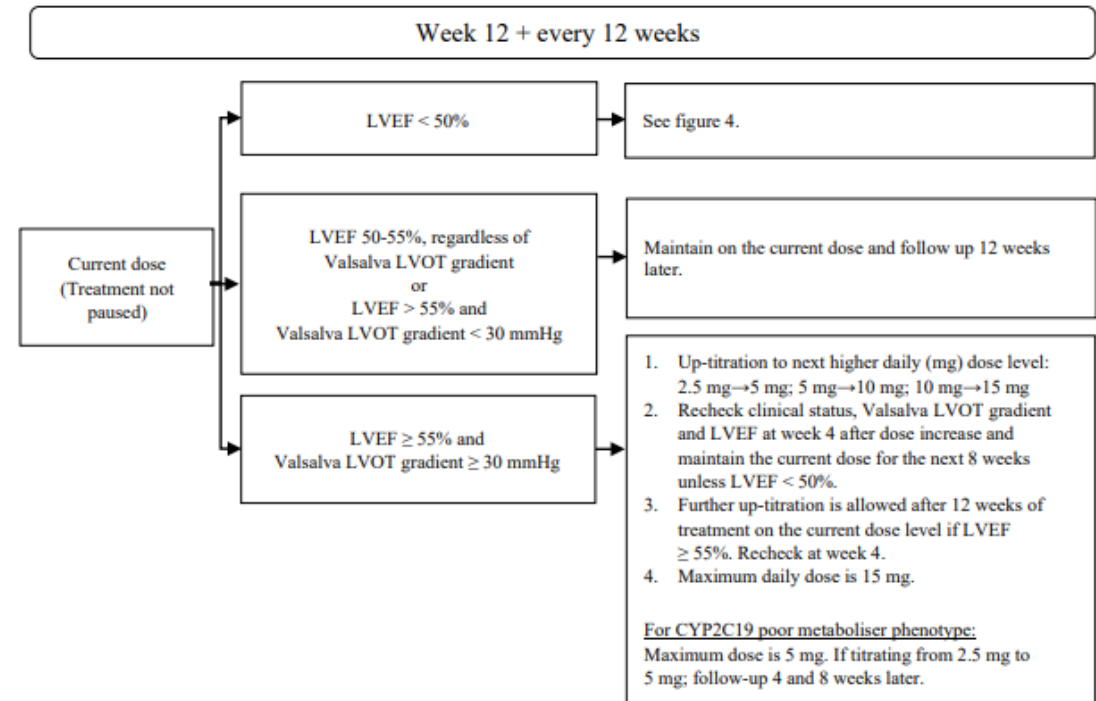 Week 12 + every 12 weeks
LVEF < 50%
See figure 4.
Current dose
(Treatment not
paused)
LVEF 50-55%, regardless of
Valsalva LVOT gradient
or
LVEF > 55% and
Valsalva LVOT gradient < 30 mmHg
Maintain on the current dose and follow up 12 weeks
later.
LVEF ≥ 55% and
Valsalva LVOT gradient ≥ 30 mmHg
1. Up-titration to next higher daily (mg) dose level:
2.5 mg→5 mg; 5 mg→10 mg; 10 mg→15 mg
2. Recheck clinical status, Valsalva LVOT gradient
and LVEF at week 4 after dose increase and
maintain the current dose for the next 8 weeks
unless LVEF < 50%.
3. Further up-titration is allowed after 12 weeks of
treatment on the current dose level if LVEF
≥ 55%. Recheck at week 4.
4. Maximum daily dose is 15 mg.
For CYP2C19 poor metaboliser phenotype:
Maximum dose is 5 mg. If titrating from 2.5 mg to
5 mg; follow-up 4 and 8 weeks later.